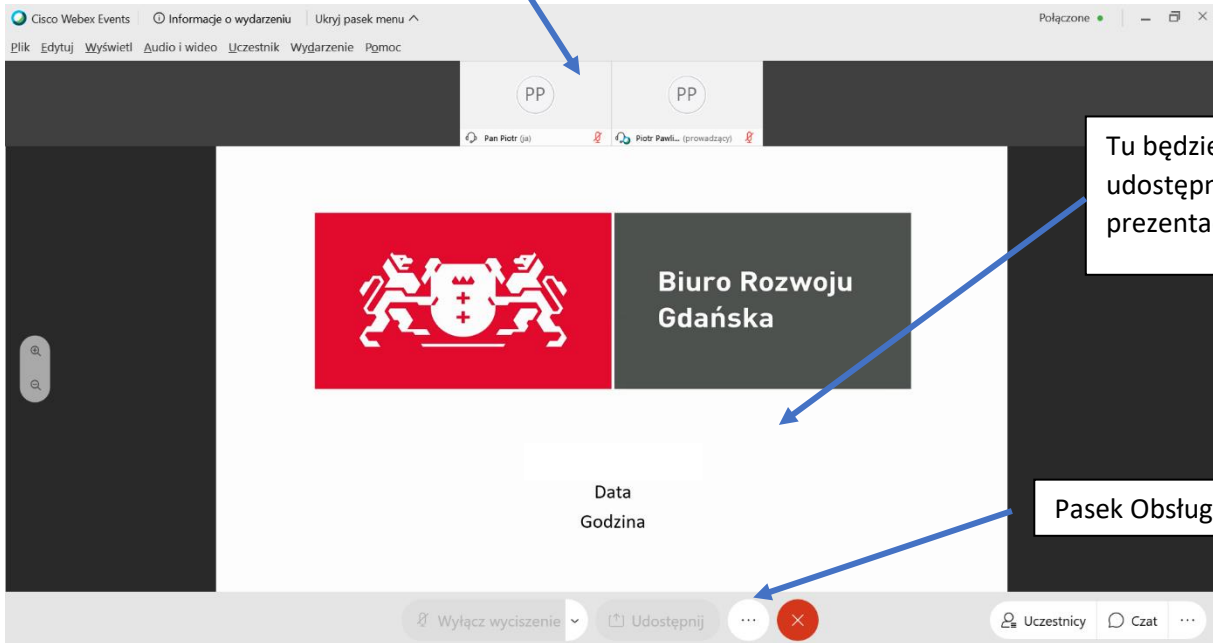 Cisco Webex Events Informacje o wydarzeniu Ukryj pasek menu Połączone
Plik Edytuj Wyświetl Audio i wideo Uczestnik Wydarzenie Pomoc
PP PP
Pan Piotr (ja) Piotr Pawli... (prowadzący)
Tu będzie
udostępn
prezenta
Biuro Rozwoju
Gdańska
Data
Godzina
Pasek Obsług
Wyłącz wyciszenie Udostępnij ... Uczestnicy Czat ...